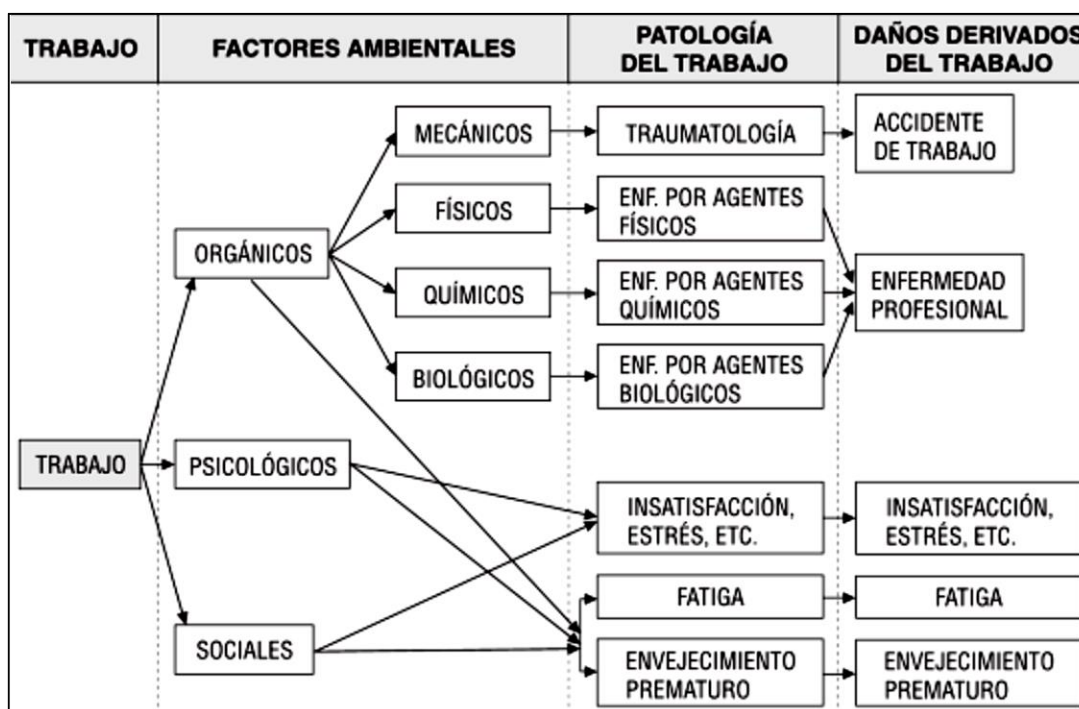 TRABAJO
FACTORES AMBIENTALES
PATOLOGÍA
DEL TRABAJO
DAÑOS DERIVADOS
DEL TRABAJO
MECÁNICOS
TRAUMATOLOGÍA
ACCIDENTE
DE TRABAJO
FÍSICOS
ENF. POR AGENTES
FÍSICOS
ORGÁNICOS
QUÍMICOS
ENF. POR AGENTES
QUÍMICOS
ENFERMEDAD
PROFESIONAL
BIOLÓGICOS
ENF. POR AGENTES
BIOLÓGICOS
TRABAJO
PSICOLÓGICOS
INSATISFACCIÓN,
ESTRÉS, ETC.
INSATISFACCIÓN,
ESTRÉS, ETC.
FATIGA
FATIGA
SOCIALES
ENVEJECIMIENTO
PREMATURO
ENVEJECIMIENTO
PREMATURO